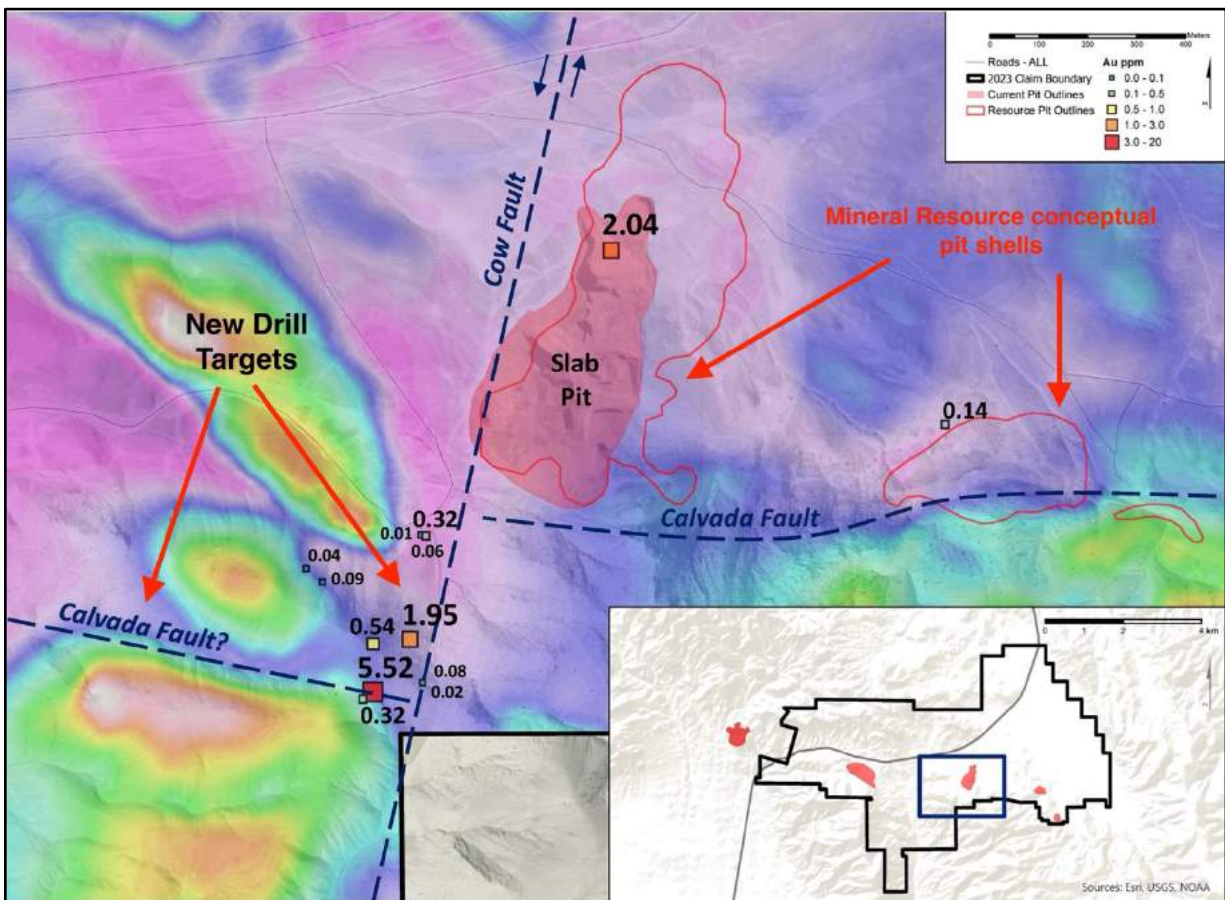 0 100 200 300 400 Meters
Roads - ALL
2023 Claim Boundary
Current Pit Outlines
Resource Pit Outlines
Au ppm
0.0 - 0.1
0.1 - 0.5
0.5 - 1.0
1.0 - 3.0
3.0 - 20
Cow Fault
2.04
Mineral Resource conceptual
pit shells
New Drill
Targets
Slab
Pit
0.14
Calvada Fault
0.32
0.01
0.06
0.04
0.09
1.95
0.54
Calvada Fault?
5.52
0.08
0.02
0.32
0 1 2 4 km
Sources: Esri, USGS, NOAA